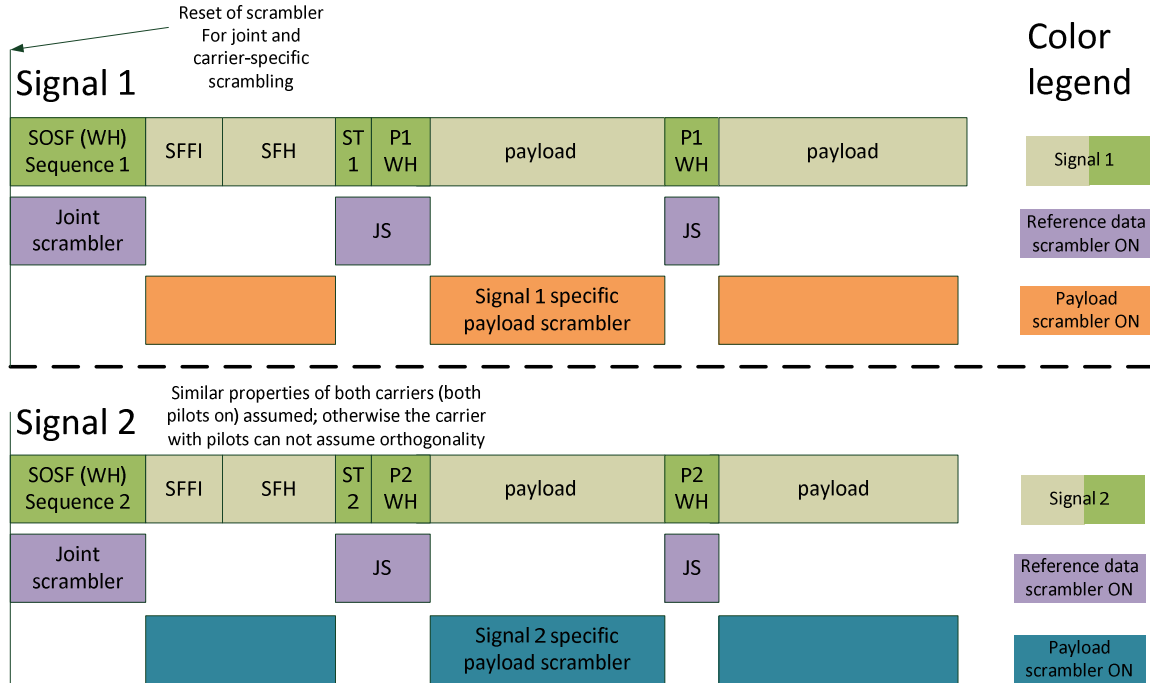 Reset of scrambler
For joint and
carrier-specific
scrambling
Color
legend
Signal 1
SOSF (WH)
Sequence 1
SFFI
SFH
ST
1
P1
WH
payload
P1
WH
payload
Signal 1
Joint
scrambler
JS
JS
Reference data
scrambler ON
Signal 1 specific
payload scrambler
Payload
scrambler ON
Similar properties of both carriers (both
pilots on) assumed; otherwise the carrier
with pilots can not assume orthogonality
Signal 2
SOSF (WH)
Sequence 2
SFFI
SFH
ST
2
P2
WH
payload
P2
WH
payload
Signal 2
Joint
scrambler
JS
JS
Reference data
scrambler ON
Signal 2 specific
payload scrambler
Payload
scrambler ON